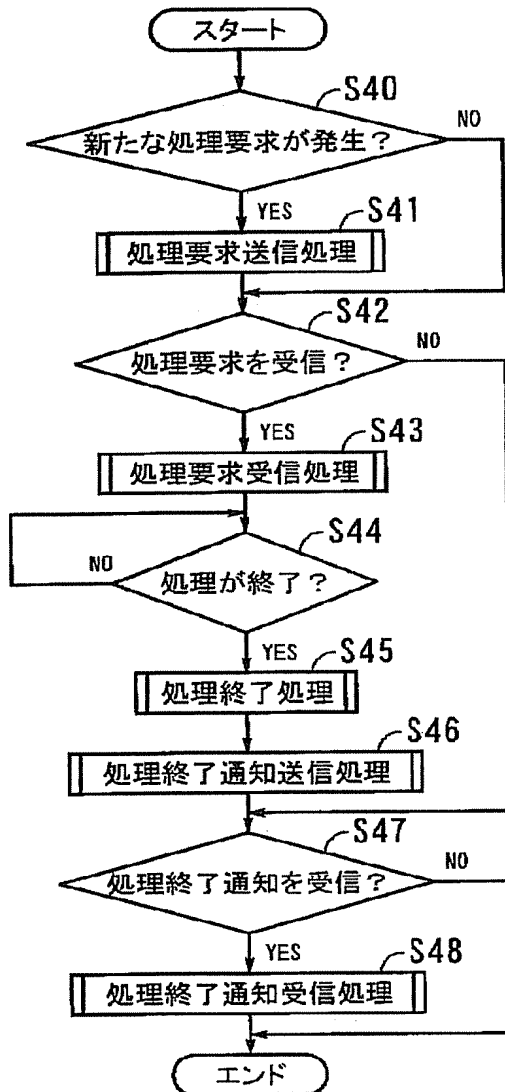 スタート
S40
新たな処理要求が発生？
NO
YES
S41
処理要求送信処理
S42
処理要求を受信？
NO
YES
S43
処理要求受信処理
S44
処理が終了？
NO
YES
S45
処理終了処理
S46
処理終了通知送信処理
S47
処理終了通知を受信？
NO
YES
S48
処理終了通知受信処理
エンド